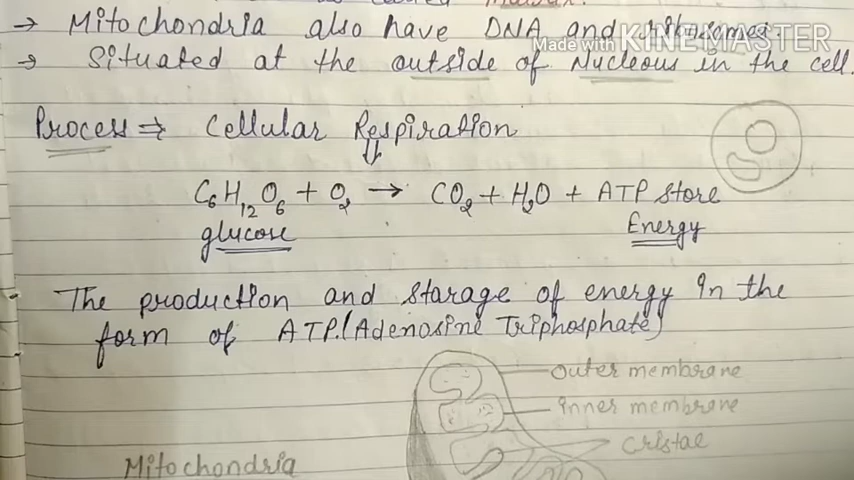 → Mitochondria also have DNA and ribosomes.
Made with KINEMASTER
→ Situated at the outside of Nucleous in the cell.
Process ⇒ Cellular Respiration
⇓
C6H12O6 + O2 → CO2 + H2O + ATP store
glucose Energy
The production and starage of energy in the
form of ATP.(Adenosine Triphosphate)
Outer membrane
inner membrene
cristae
Mitochondria